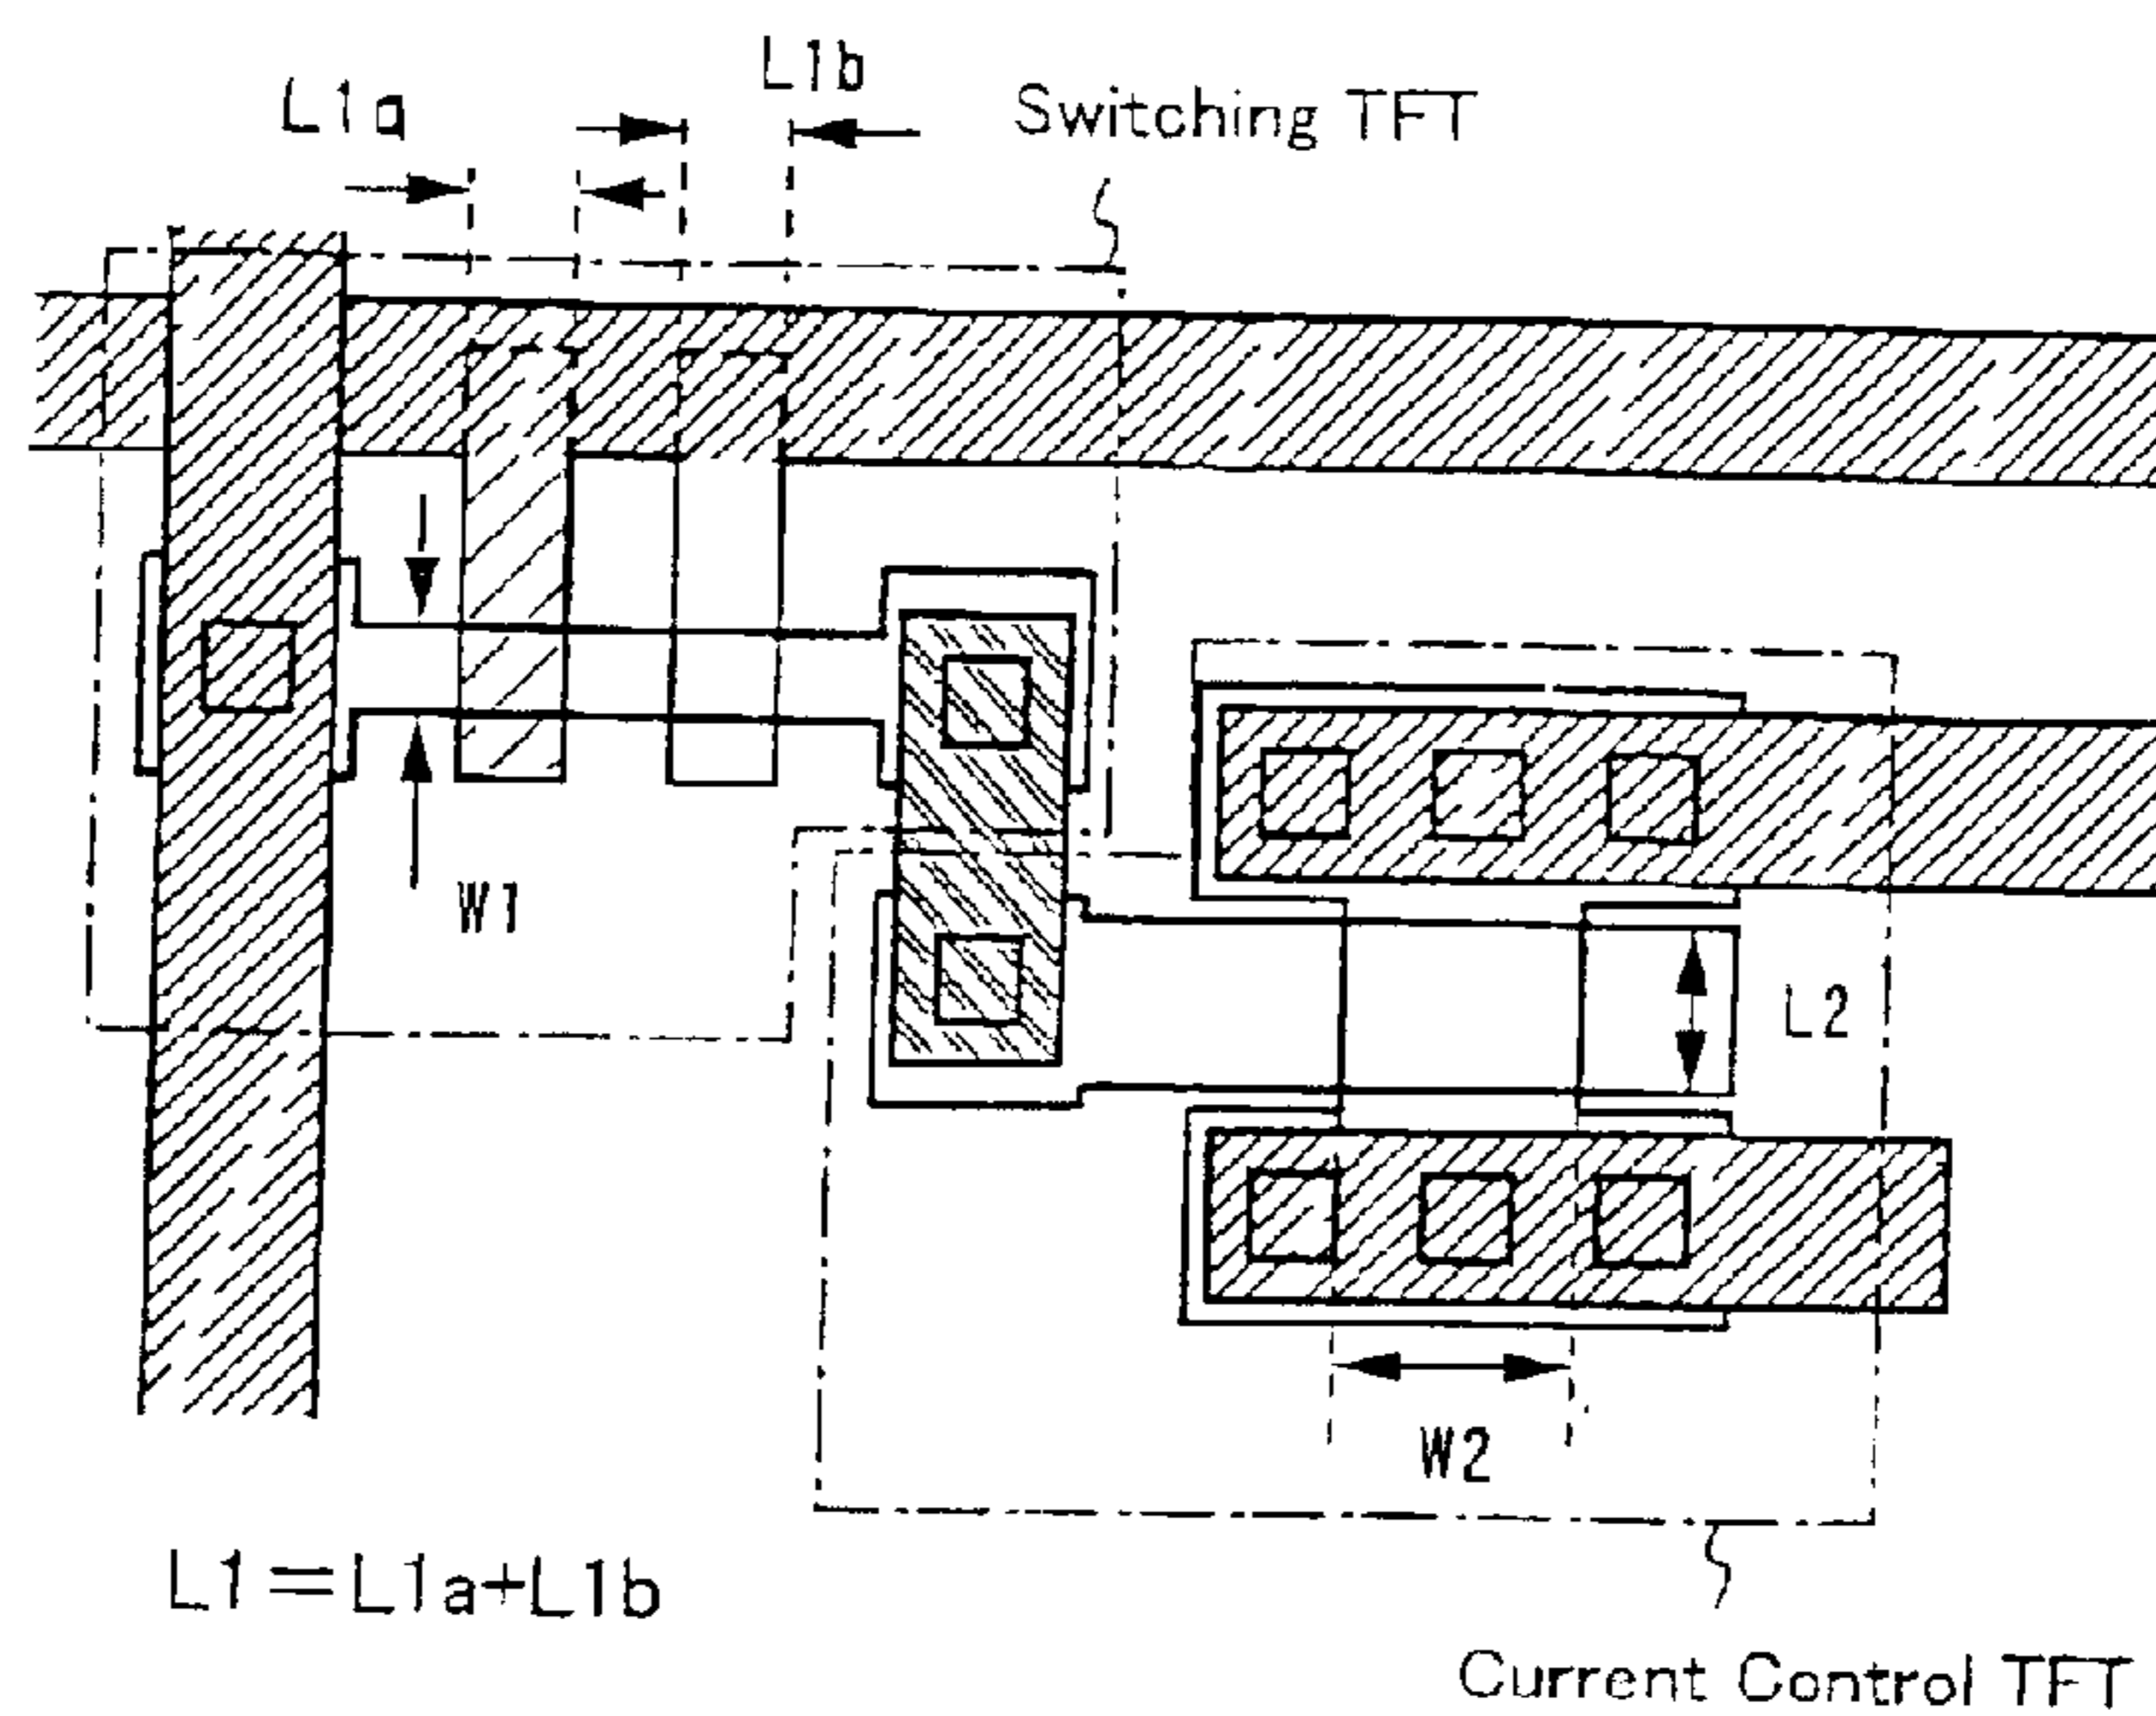 L1b
L1a
Switching TFT
W1
L2
W2
L1=L1a+L1b
Current Control TFT